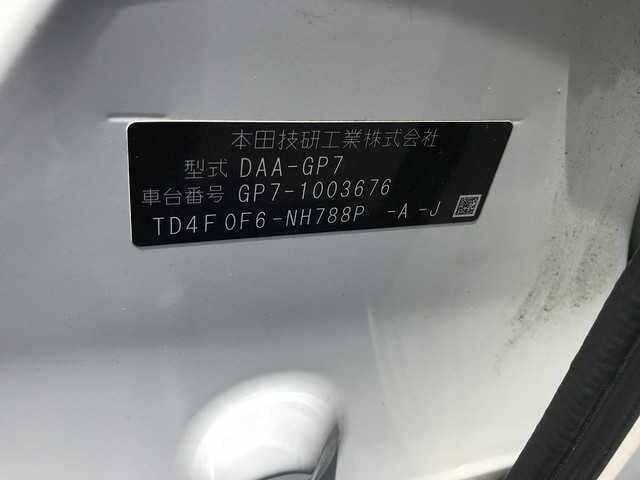 本田技研工業株式会社
型式 DAA-GP7
車台番号 GP7-1003676
TD4F 0F6-NH788P -A -J